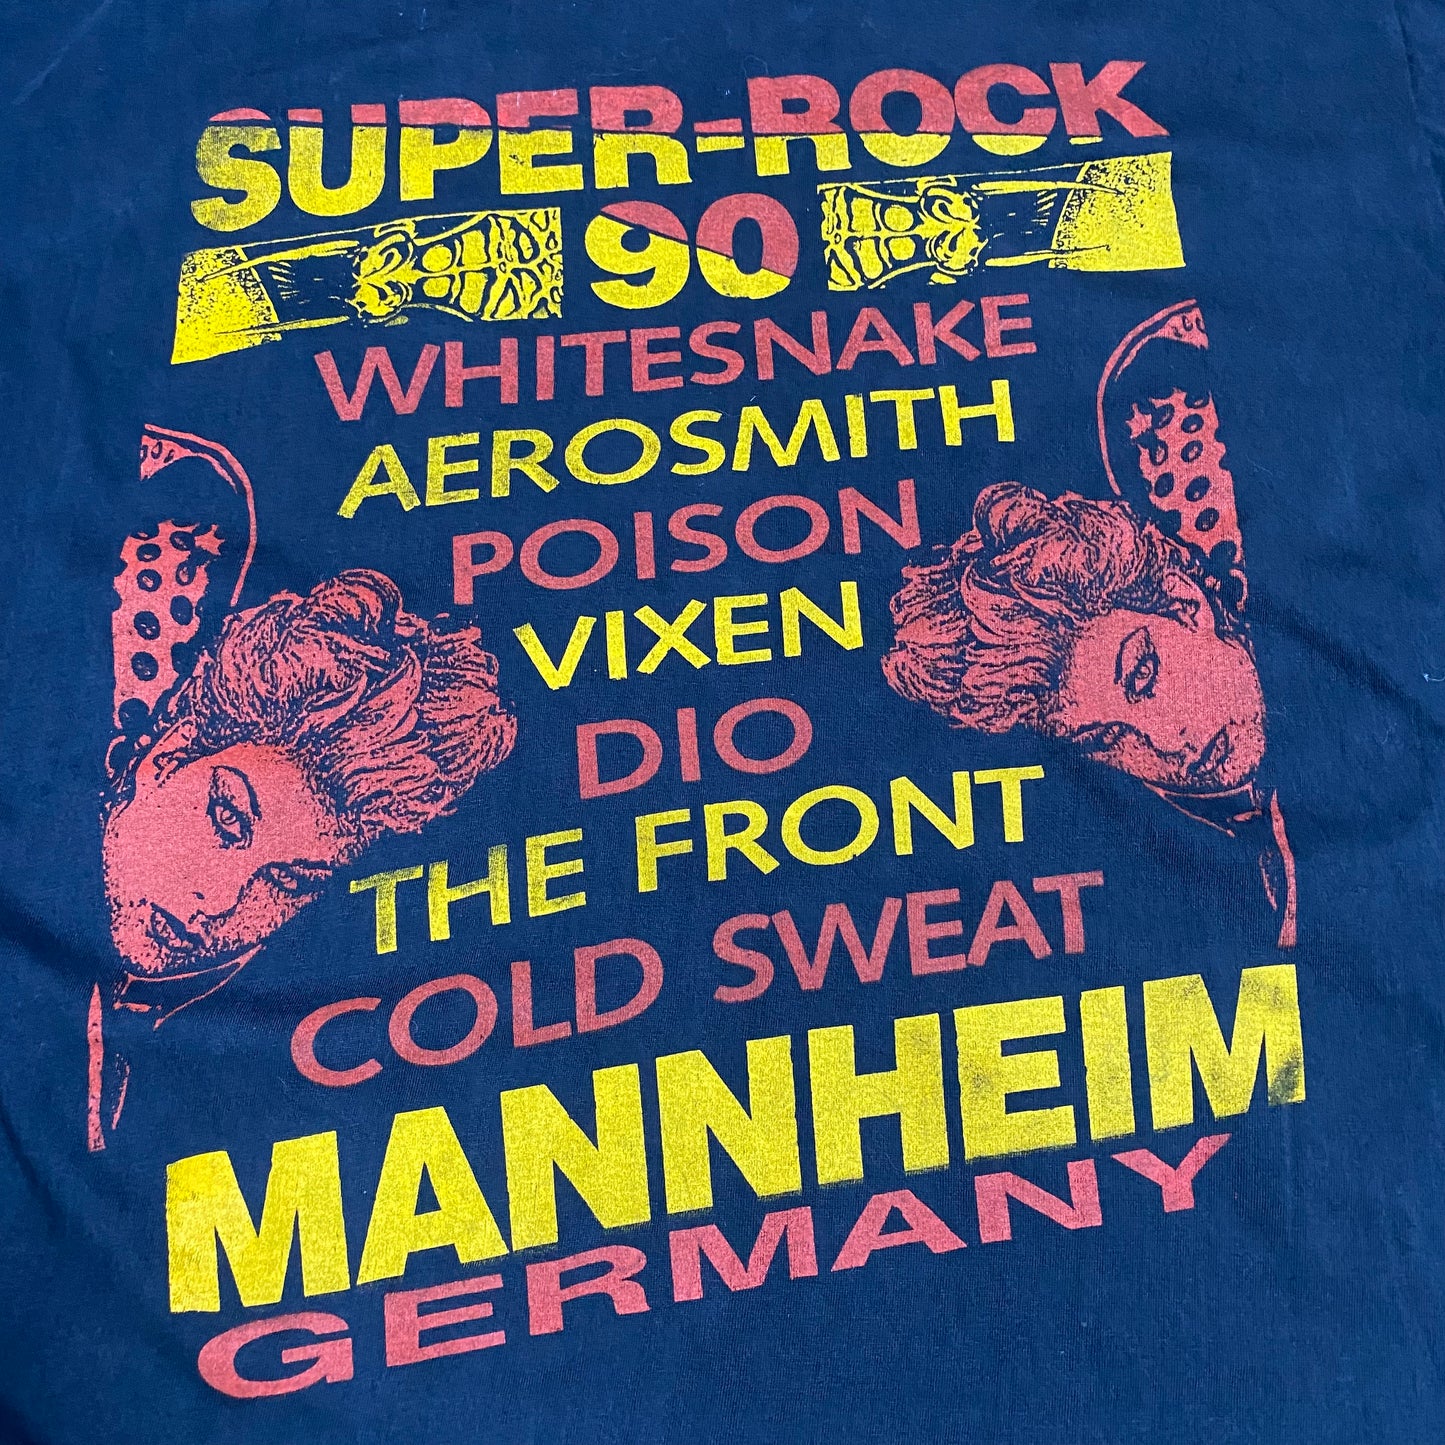 SUPER-ROCK
90
WHITESNAKE
AEROSMITH
POISON
VIXEN
DIO
THE FRONT
COLD SWEAT
MANNHEIM
GERMANY